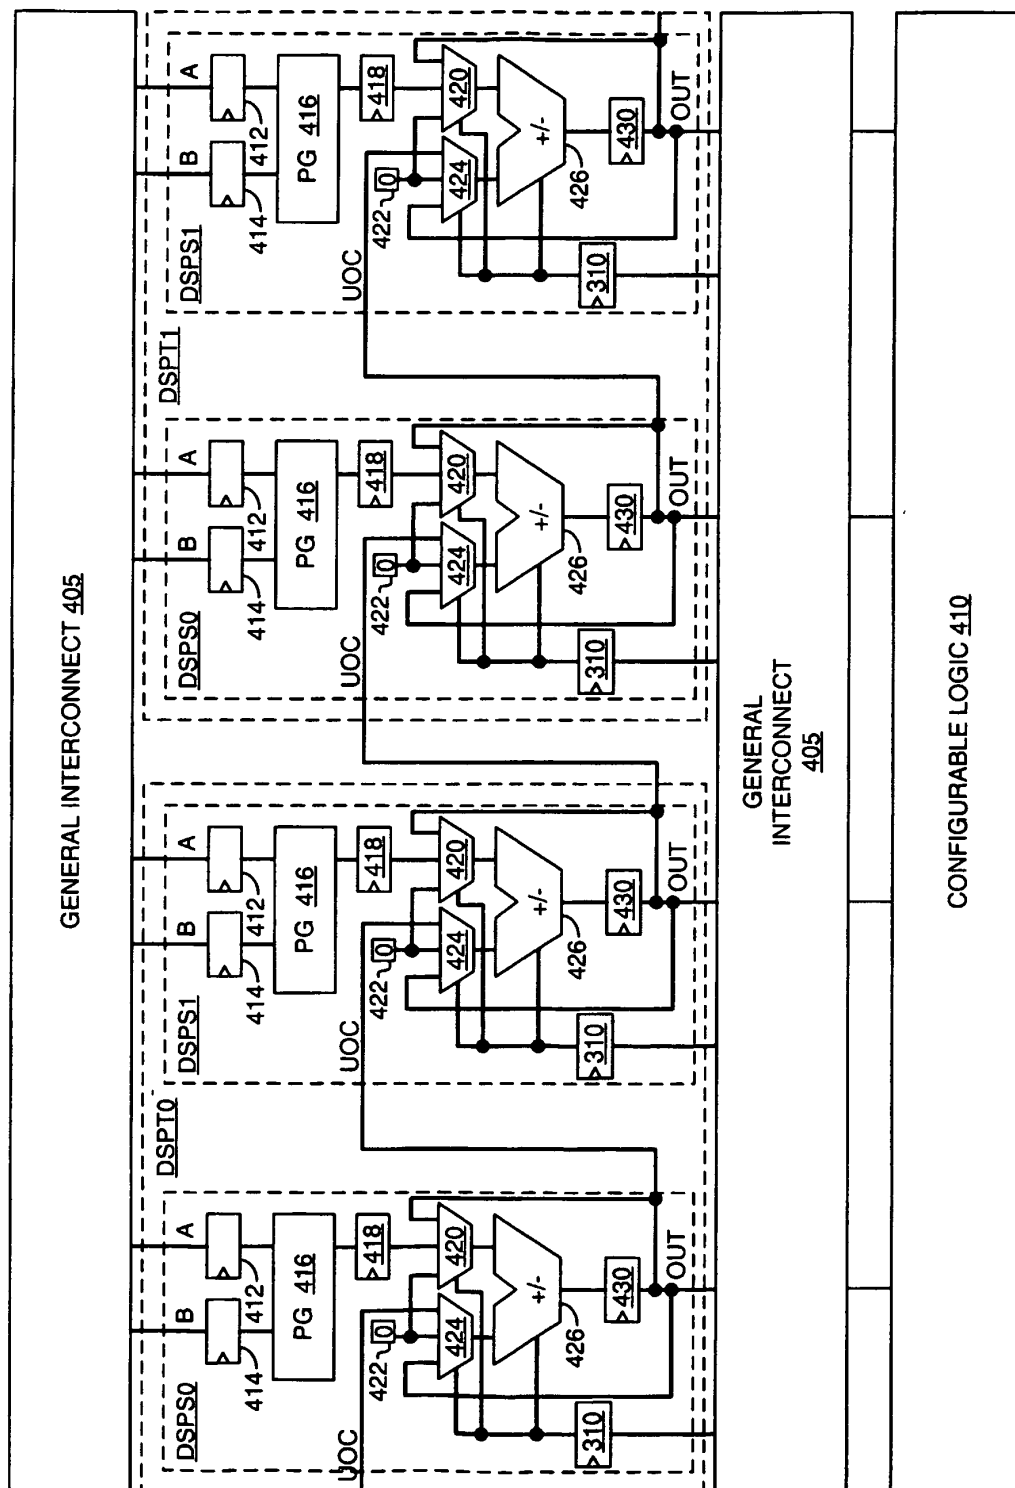 GENERAL INTERCONNECT 405
DSPT1
DSPS1
B
A
414
412
PG 416
418
UOC
422
0
424
420
+/-
426
310
430
OUT
DSPS0
B
A
414
412
PG 416
418
UOC
422
0
424
420
+/-
426
310
430
OUT
DSPT0
DSPS1
B
A
414
412
PG 416
418
UOC
422
0
424
420
+/-
426
310
430
OUT
DSPS0
B
A
414
412
PG 416
418
UOC
422
0
424
420
+/-
426
310
430
OUT
GENERAL
INTERCONNECT
405
CONFIGURABLE LOGIC 410